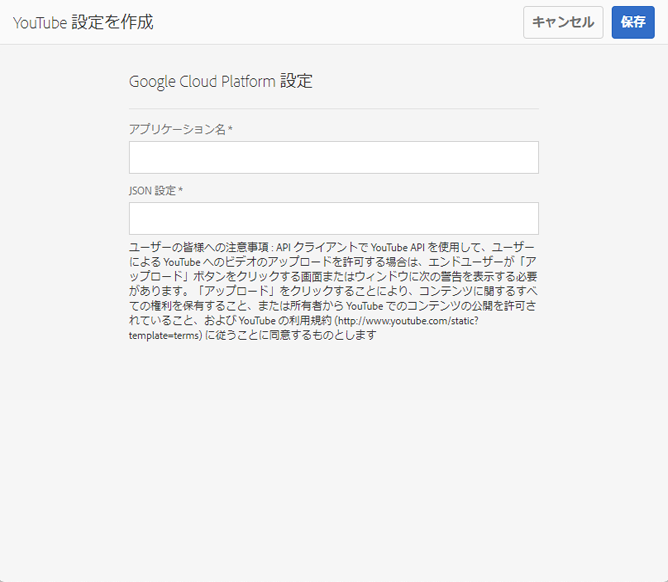 YouTube 設定を作成
キャンセル
保存
Google Cloud Platform 設定
アプリケーション名 *
JSON 設定 *
ユーザーの皆様への注意事項 : API クライアントで YouTube API を使用して、ユーザー
による YouTube へのビデオのアップロードを許可する場合は、エンドユーザーが「ア
ップロード」ボタンをクリックする画面またはウィンドウに次の警告を表示する必要
があります。「アップロード」をクリックすることにより、コンテンツに関するすべ
ての権利を保有すること、または所有者から YouTube でのコンテンツの公開を許可さ
れていること、および YouTube の利用規約 (http://www.youtube.com/static?
template=terms) に従うことに同意するものとします